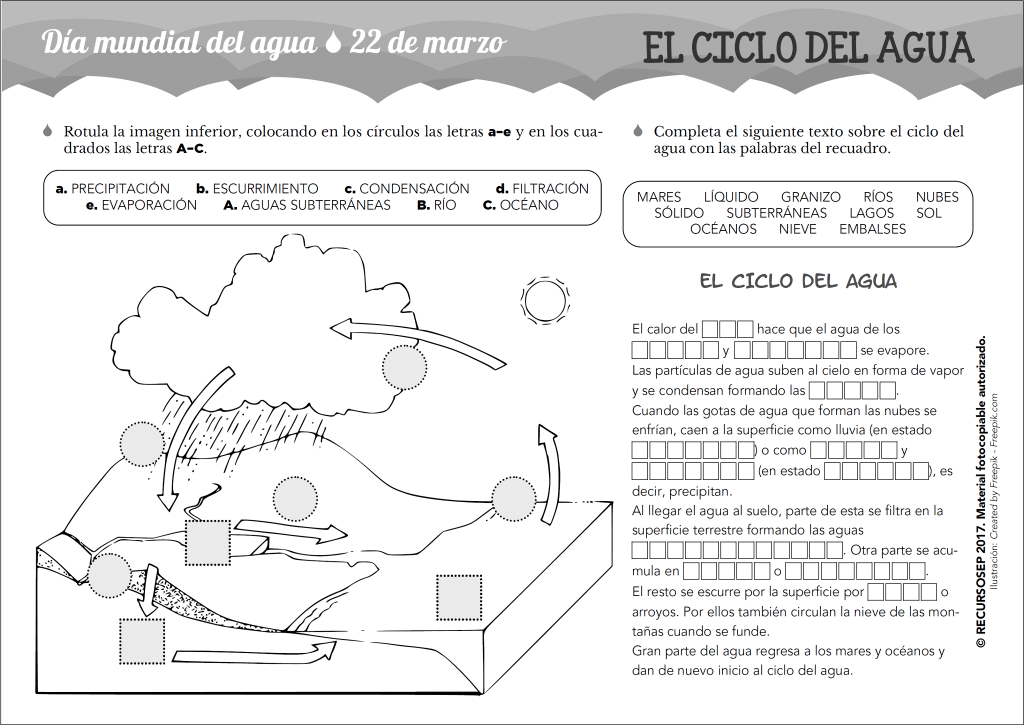 Día mundial del agua 22 de marzo
EL CICLO DEL AGUA
Rotula la imagen inferior, colocando en los círculos las letras a–e y en los cua-
drados las letras A–C.
a. PRECIPITACIÓN b. ESCURRIMIENTO c. CONDENSACIÓN d. FILTRACIÓN
e. EVAPORACIÓN A. AGUAS SUBTERRÁNEAS B. RÍO C. OCÉANO
Completa el siguiente texto sobre el ciclo del
agua con las palabras del recuadro.
MARES LÍQUIDO GRANIZO RÍOS NUBES
SÓLIDO SUBTERRÁNEAS LAGOS SOL
OCÉANOS NIEVE EMBALSES
EL CICLO DEL AGUA
El calor del hace que el agua de los
y se evapore.
Las partículas de agua suben al cielo en forma de vapor
y se condensan formando las .
Cuando las gotas de agua que forman las nubes se
enfrían, caen a la superficie como lluvia (en estado
) o como y
(en estado ), es
decir, precipitan.
Al llegar el agua al suelo, parte de esta se filtra en la
superficie terrestre formando las aguas
. Otra parte se acu-
mula en o .
El resto se escurre por la superficie por o
arroyos. Por ellos también circulan la nieve de las mon-
tañas cuando se funde.
Gran parte del agua regresa a los mares y océanos y
dan de nuevo inicio al ciclo del agua.
© RECURSOSEP 2017. Material fotocopiable autorizado.
Ilustración: Created by Freepik - Freepik.com